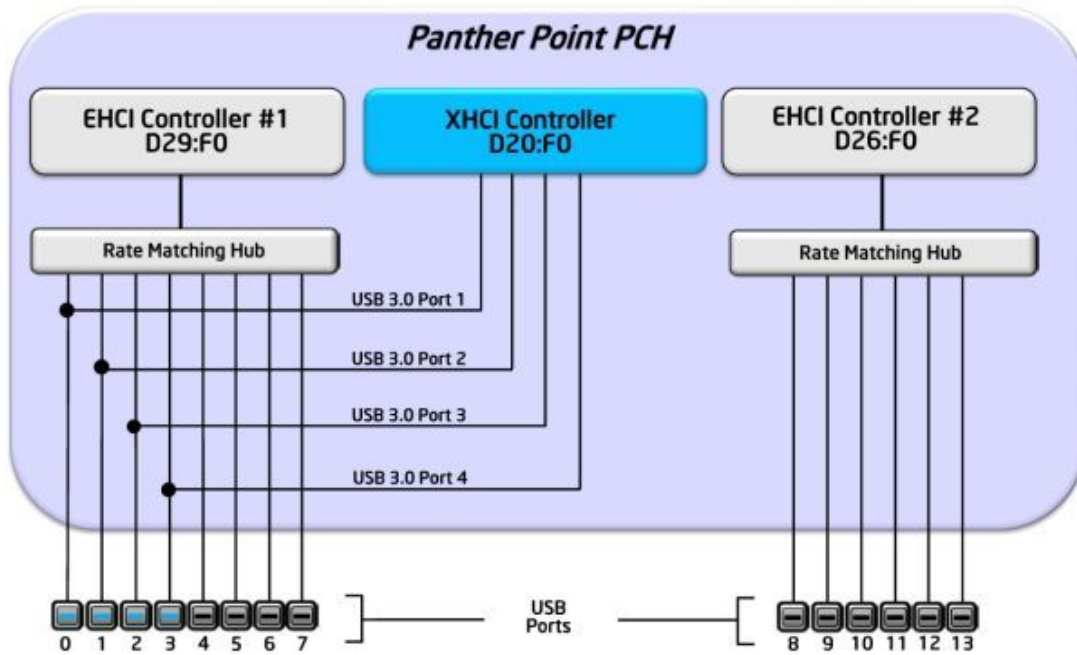 Panther Point PCH
EHCI Controller #1
D29:F0
XHCI Controller
D20:F0
EHCI Controller #2
D26:F0
Rate Matching Hub
Rate Matching Hub
USB 3.0 Port 1
USB 3.0 Port 2
USB 3.0 Port 3
USB 3.0 Port 4
USB
Ports
0 1 2 3 4 5 6 7
8 9 10 11 12 13